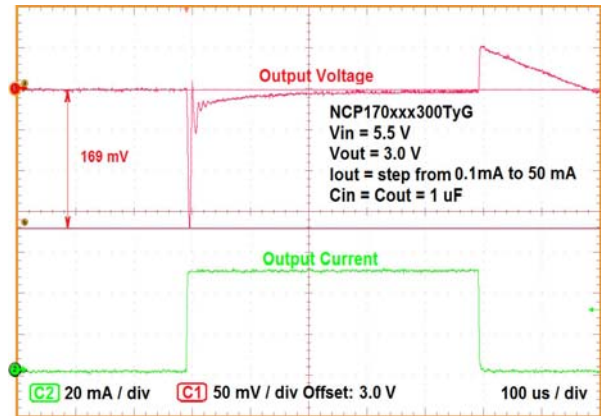 Output Voltage
NCP170xxx300TyG
Vin = 5.5 V
Vout = 3.0 V
Iout = step from 0.1mA to 50 mA
Cin = Cout = 1 uF
169 mV
Output Current
C2 20 mA / div C1 50 mV / div Offset: 3.0 V 100 us / div